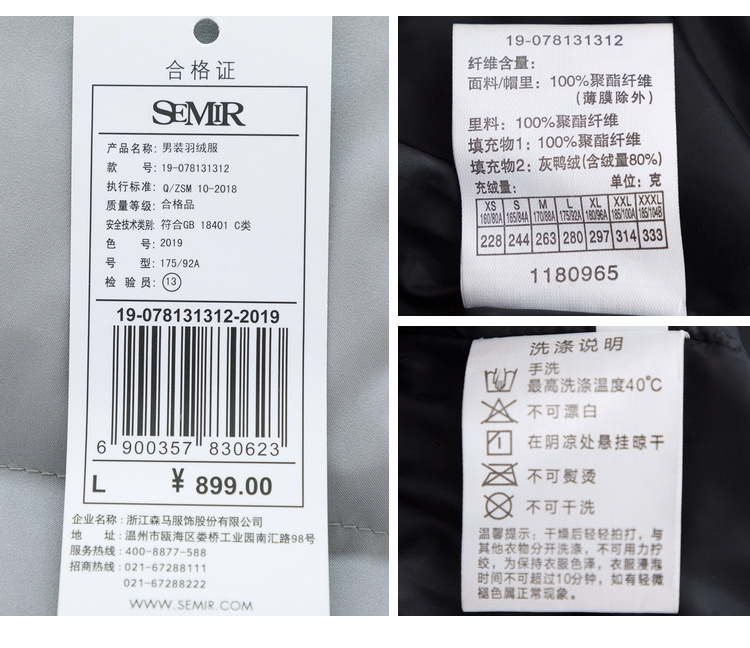 合格证
SEMIR
产品名称: 男装羽绒服
款 号: 19-078131312
执行标准: Q/ZSM 10-2018
质量等级: 合格品
安全技术类别: 符合GB 18401 C类
色 号: 2019
号 型: 175/92A
检 验 员: 13
19-078131312-2019
6 900357 830623
L ¥ 899.00
企业名称: 浙江森马服饰股份有限公司
地 址: 温州市瓯海区娄桥工业园南汇路98号
服务热线: 400-8877-588
招商热线: 021-67288111
021-67288222
WWW.SEMIR.COM
19-078131312
纤维含量:
面料/帽里: 100%聚酯纤维
(薄膜除外)
里料: 100%聚酯纤维
填充物1: 100%聚酯纤维
填充物2: 灰鸭绒(含绒量80%)
充绒量: 单位: 克
XS S M L XL XXL XXXL
160/80A 165/84A 170/88A 175/92A 180/96A 185/100A 185/104B
228 244 263 280 297 314 333
1180965
洗涤说明
手洗
最高洗涤温度40℃
不可漂白
在阴凉处悬挂晾干
不可熨烫
不可干洗
温馨提示: 干燥后轻轻拍打, 与
其他衣物分开洗涤, 不可用力拧
绞, 为保持衣服色泽, 衣服浸泡
时间不可超过10分钟, 如有轻微
褪色属正常现象。